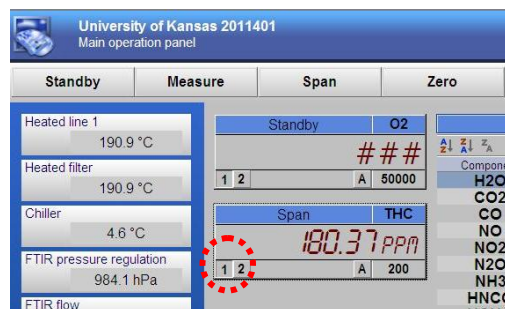 University of Kansas 2011401
Main operation panel
Standby Measure Span Zero
Heated line 1
190.9 °C
Heated filter
190.9 °C
Chiller
4.6 °C
FTIR pressure regulation
984.1 hPa
FTIR flow
Standby O2
###
1 2 A 50000
Span THC
180.37 PPM
1 2 A 200
Compone
H2O
CO2
CO
NO
NO2
N2O
NH3
HNC